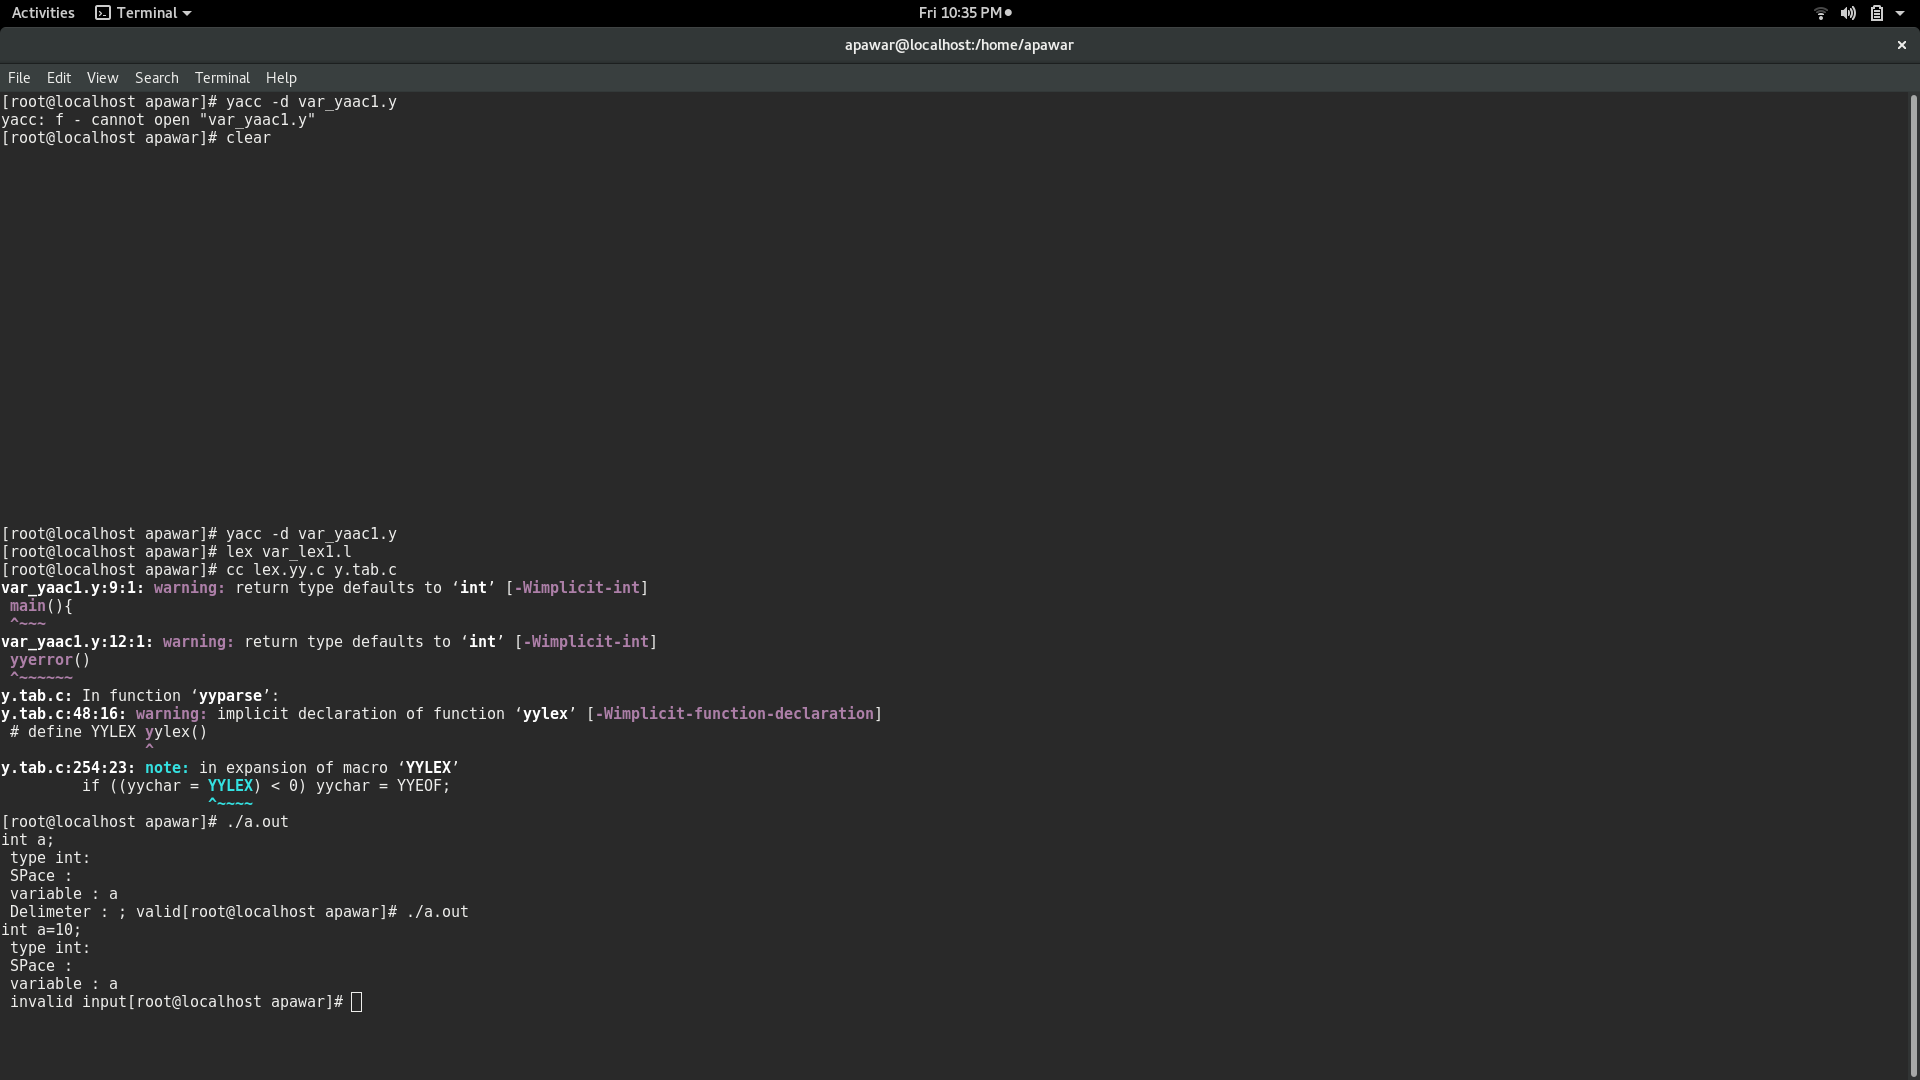 Activities Terminal Fri 10:35 PM
apawar@localhost:/home/apawar
File Edit View Search Terminal Help
[root@localhost apawar]# yacc -d var_yaac1.y
yacc: f - cannot open "var_yaac1.y"
[root@localhost apawar]# clear
[root@localhost apawar]# yacc -d var_yaac1.y
[root@localhost apawar]# lex var_lex1.l
[root@localhost apawar]# cc lex.yy.c y.tab.c
var_yaac1.y:9:1: warning: return type defaults to ‘int’ [-Wimplicit-int]
 main(){
 ^~~~
var_yaac1.y:12:1: warning: return type defaults to ‘int’ [-Wimplicit-int]
 yyerror()
 ^~~~~~~
y.tab.c: In function ‘yyparse’:
y.tab.c:48:16: warning: implicit declaration of function ‘yylex’ [-Wimplicit-function-declaration]
 # define YYLEX yylex()
                ^
y.tab.c:254:23: note: in expansion of macro ‘YYLEX’
         if ((yychar = YYLEX) < 0) yychar = YYEOF;
                       ^~~~~
[root@localhost apawar]# ./a.out
int a;
 type int:
 SPace :
 variable : a
 Delimeter : ; valid[root@localhost apawar]# ./a.out
int a=10;
 type int:
 SPace :
 variable : a
 invalid input[root@localhost apawar]#